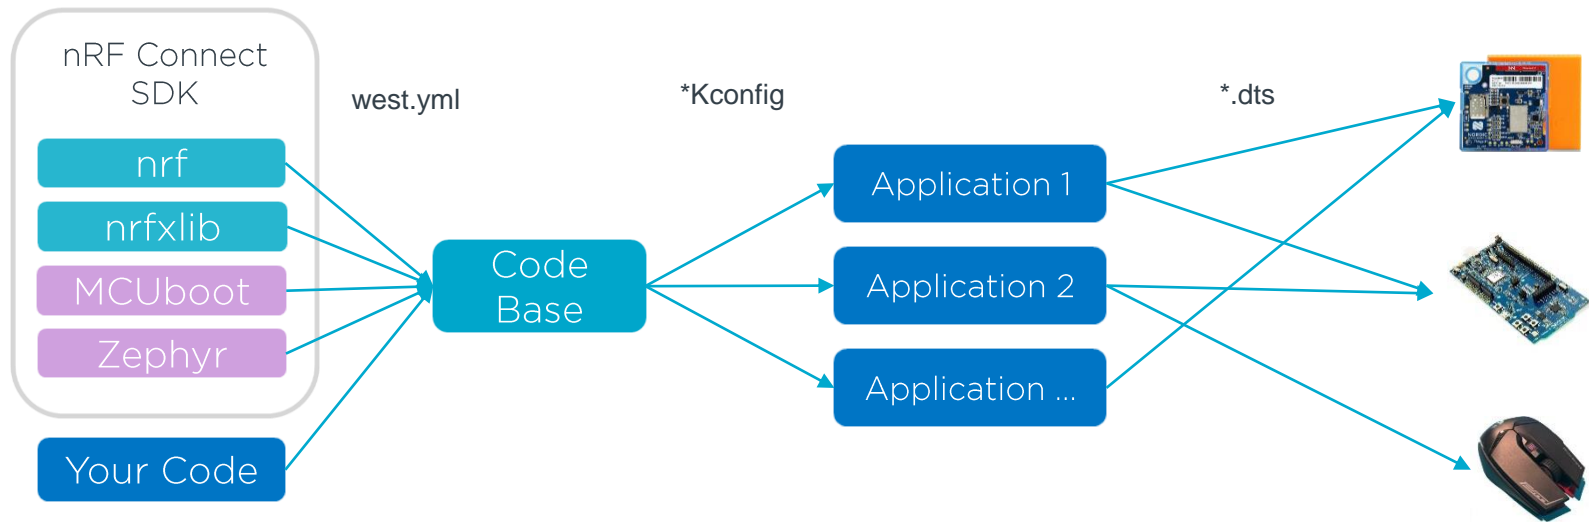 nRF Connect
SDK
west.yml
*Kconfig
*.dts
nrf
nrfxlib
MCUboot
Zephyr
Your Code
Code
Base
Application 1
Application 2
Application ...